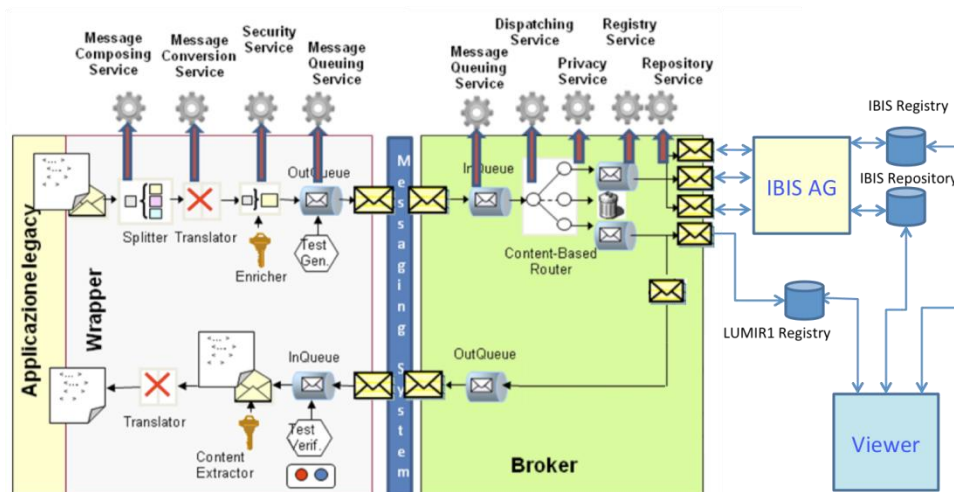 Message
Composing
Service
Message
Conversion
Service
Security
Service
Message
Queuing
Service
Message
Queuing
Service
Dispatching
Service
Privacy
Service
Registry
Service
Repository
Service
IBIS Registry
IBIS Repository
IBIS AG
LUMIR1 Registry
Viewer
Applicazione legacy
Wrapper
Messaging System
Broker
<...>
<...>
<...>
Splitter
Translator
Enricher
OutQueue
Test
Gen.
InQueue
Content-Based
Router
OutQueue
InQueue
Test
Verif.
Content
Extractor
Translator
<...>
<...>
<...>
<...>
<...>
<...>